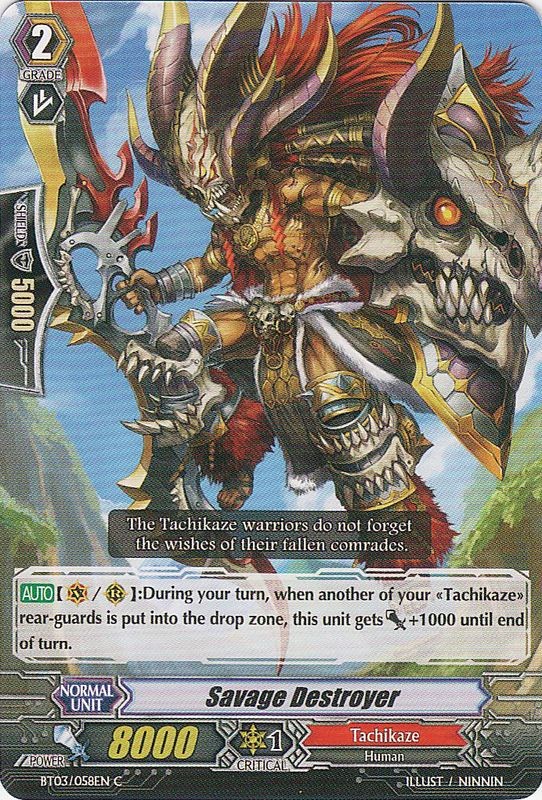 2
GRADE
SHIELD
5000
The Tachikaze warriors do not forget
the wishes of their fallen comrades.
AUTO [ / ]:During your turn, when another of your «Tachikaze»
rear-guards is put into the drop zone, this unit gets +1000 until end
of turn.
NORMAL
UNIT
Savage Destroyer
POWER
8000
1
CRITICAL
Tachikaze
Human
BT03/058EN C
ILLUST / NINNIN